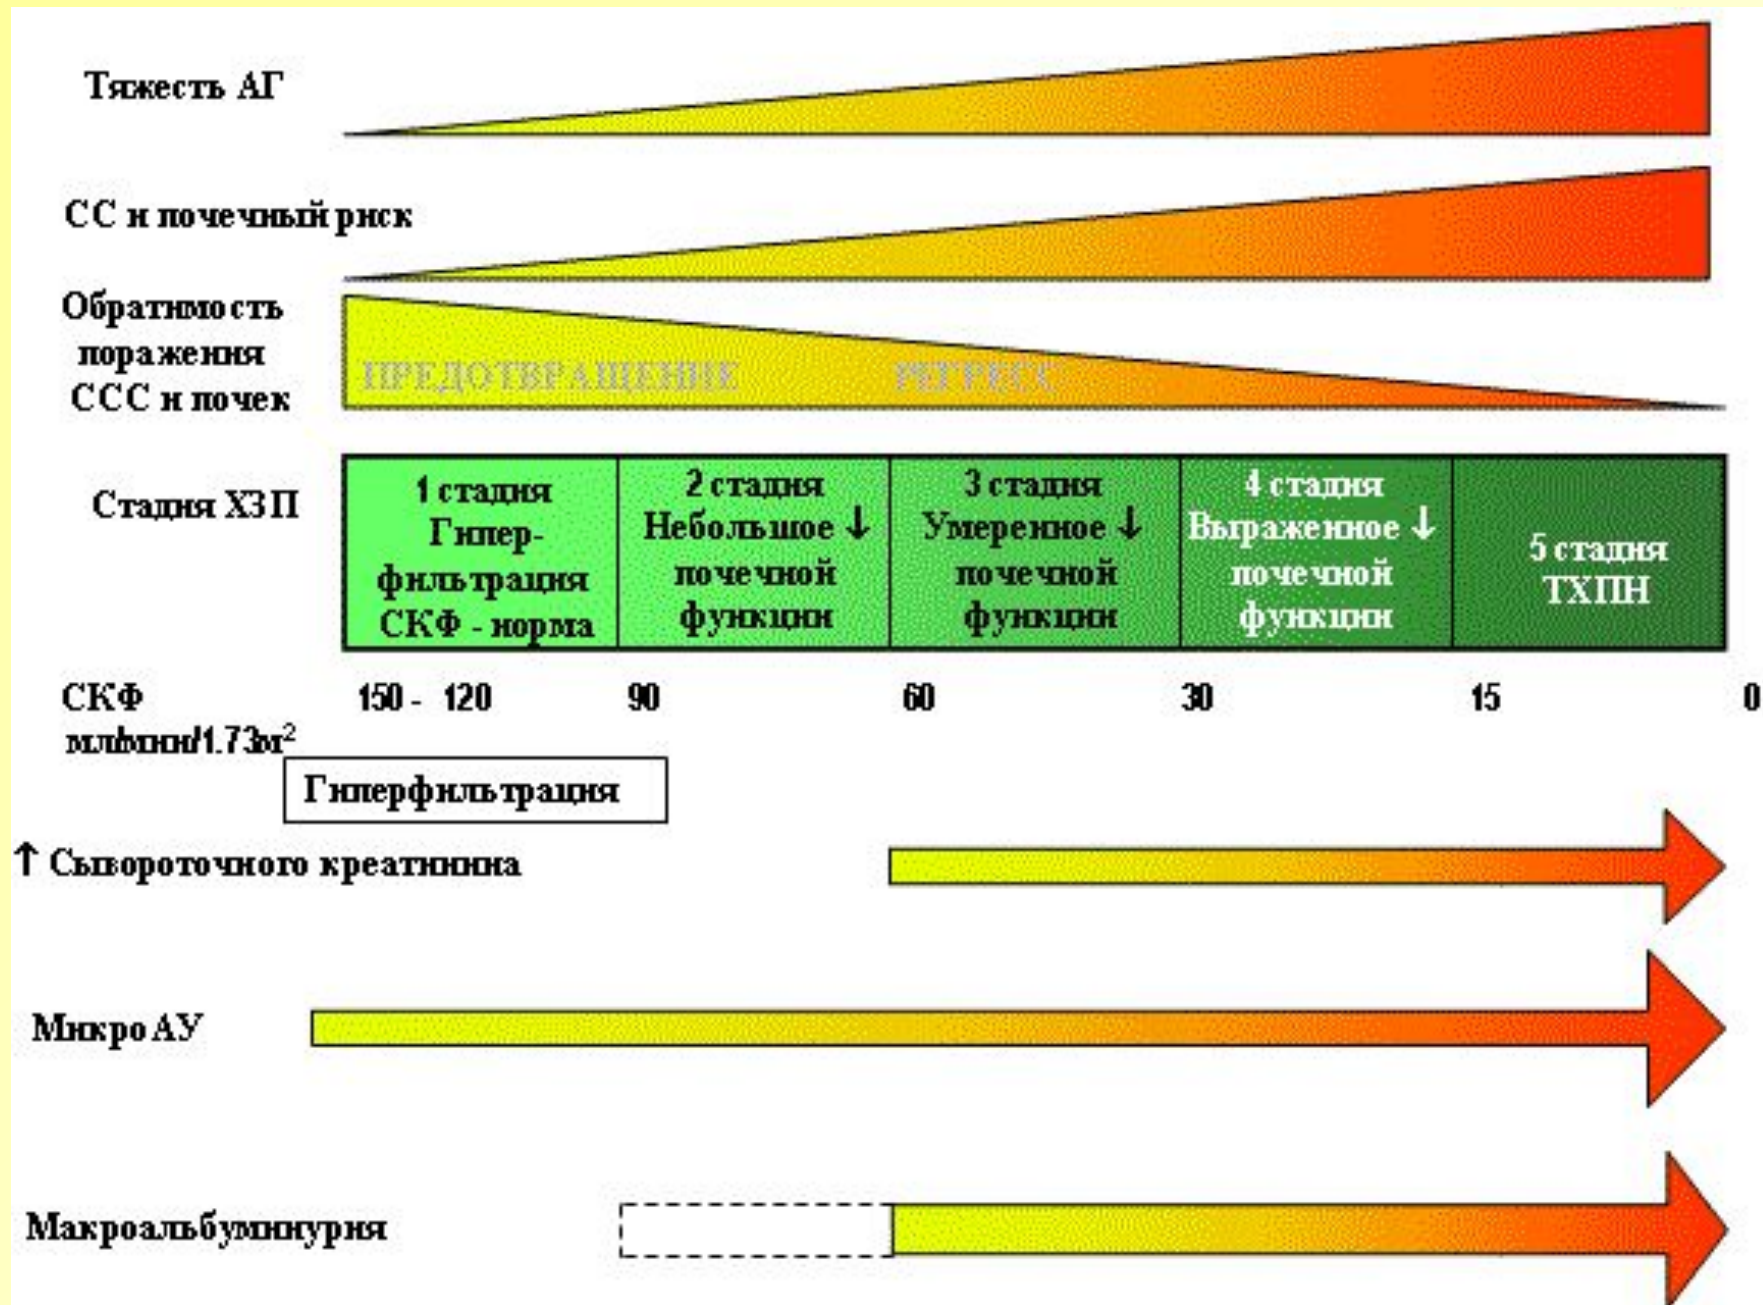 Тяжесть АГ
СС и почечный риск
Обратимость
поражения
ССС и почек
ПРЕДОТВРАЩЕНИЕ
РЕГРЕСС
Стадия ХЗП
1 стадия
Гипер-
фильтрация
СКФ - норма
2 стадия
Небольшое ↓
почечной
функции
3 стадия
Умеренное ↓
почечной
функции
4 стадия
Выраженное ↓
почечной
функции
5 стадия
ТХПН
СКФ
мл/мин/1.73м²
150 - 120
90
60
30
15
0
Гиперфильтрация
↑ Сывороточного креатинина
Микро АУ
Макроальбуминурия